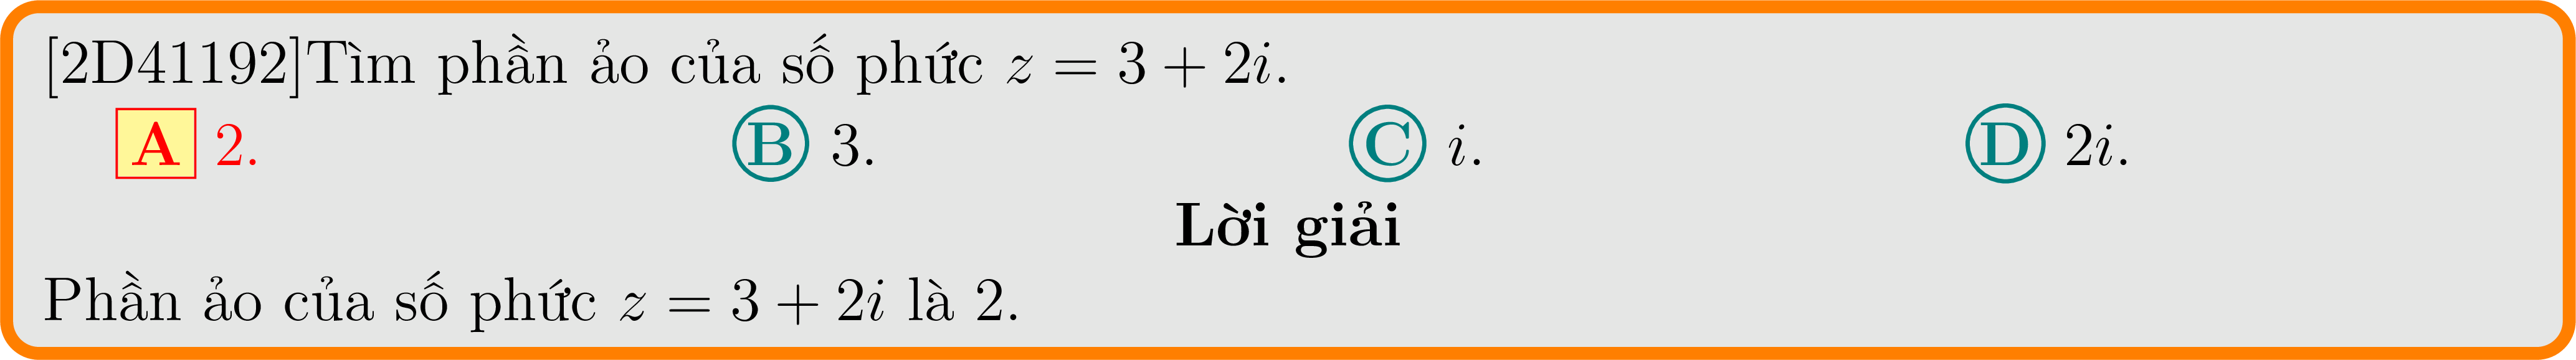 [2D41192]Tìm phần ảo của số phức z = 3 + 2i.
A 2. B 3. C i. D 2i.
Lời giải
Phần ảo của số phức z = 3 + 2i là 2.